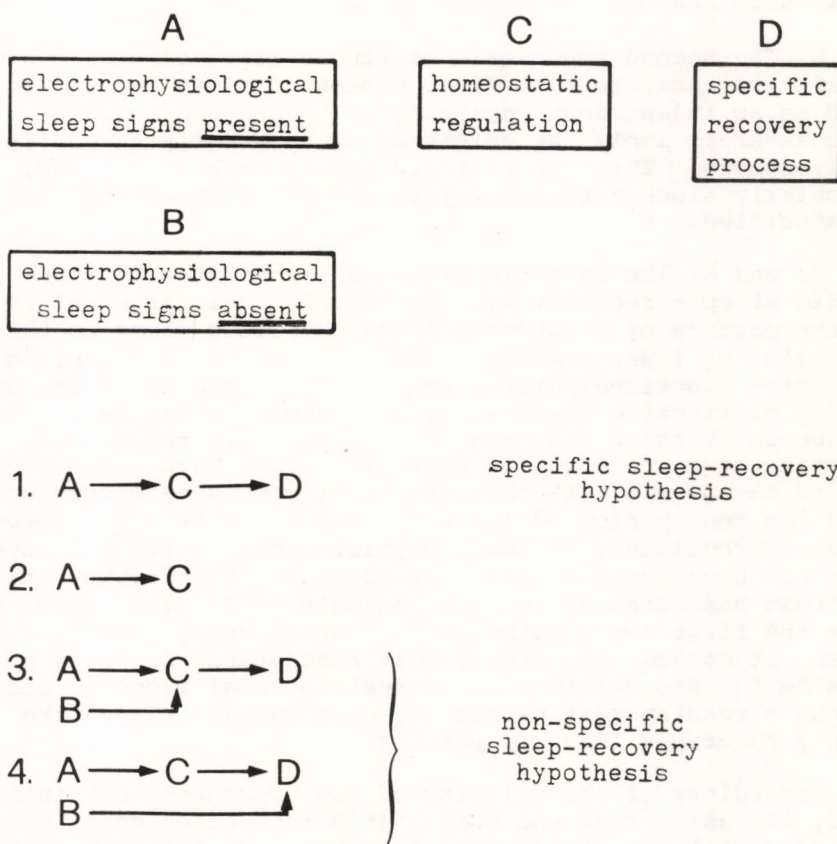 A
C
D
electrophysiological
sleep signs present
homeostatic
regulation
specific
recovery
process
B
electrophysiological
sleep signs absent
1. A → C → D
specific sleep-recovery
hypothesis
2. A → C
3. A → C → D
B
4. A → C → D
B
non-specific
sleep-recovery
hypothesis